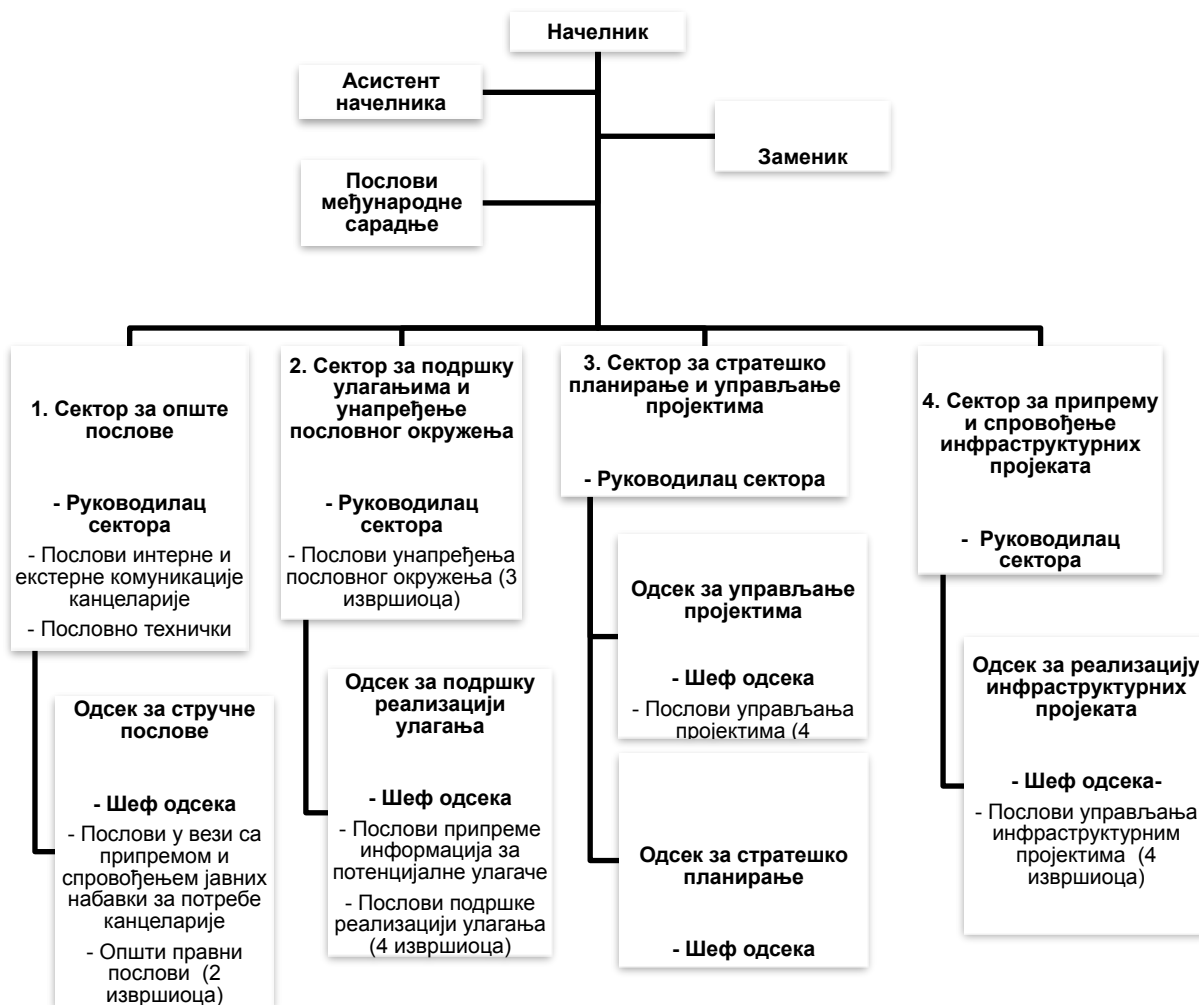 Начелник
Асистент
начелника
Заменик
Послови
међународне
сарадње
1. Сектор за опште
послове
- Руководилац
сектора
- Послови интерне и
екстерне комуникације
канцеларије
- Пословно технички
Одсек за стручне
послове
- Шеф одсека
- Послови у вези са
припремом и
спровођењем јавних
набавки за потребе
канцеларије
- Општи правни
послови (2
извршиоца)
2. Сектор за подршку
улагањима и
унапређење
пословног окружења
- Руководилац
сектора
- Послови унапређења
пословног окружења (3
извршиоца)
Одсек за подршку
реализацији
улагања
- Шеф одсека
- Послови припреме
информација за
потенцијалне улагаче
- Послови подршке
реализацији улагања
(4 извршиоца)
3. Сектор за стратешко
планирање и управљање
пројектима
- Руководилац сектора
Одсек за управљање
пројектима
- Шеф одсека
- Послови управљања
пројектима (4
Одсек за стратешко
планирање
- Шеф одсека
4. Сектор за припрему
и спровођење
инфраструктурних
пројеката
- Руководилац
сектора
Одсек за реализацију
инфраструктурних
пројеката
- Шеф одсека-
- Послови управљања
инфраструктурним
пројектима (4
извршиоца)